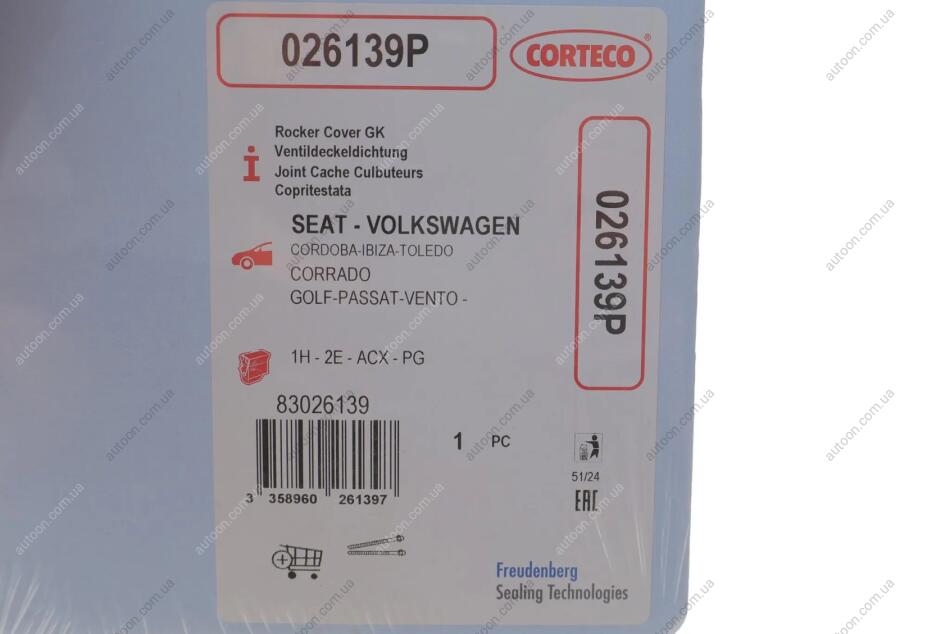 026139P
CORTECO®
Rocker Cover GK
Ventildeckeldichtung
Joint Cache Culbuteurs
Copritestata
SEAT - VOLKSWAGEN
CORDOBA-IBIZA-TOLEDO
CORRADO
GOLF-PASSAT-VENTO -
026139P
1H - 2E - ACX - PG
83026139
3 358960 261397
1 PC
51/24
EAC
Freudenberg
Sealing Technologies
autoon.com.ua